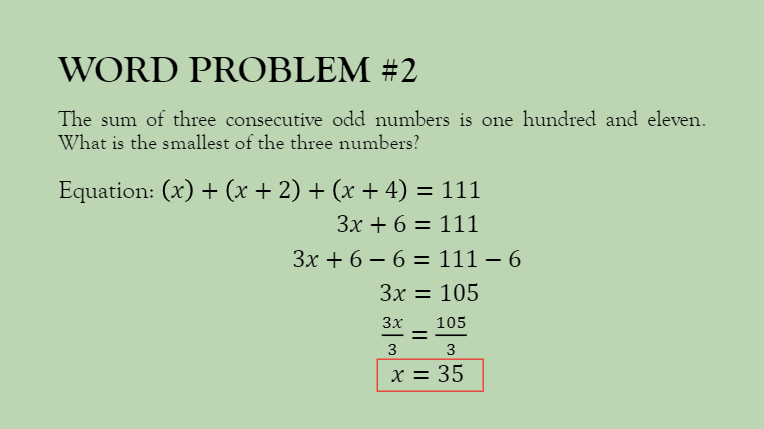 WORD PROBLEM #2
The sum of three consecutive odd numbers is one hundred and eleven.
What is the smallest of the three numbers?
Equation: (x) + (x + 2) + (x + 4) = 111
3x + 6 = 111
3x + 6 − 6 = 111 − 6
3x = 105
3x/3 = 105/3
x = 35